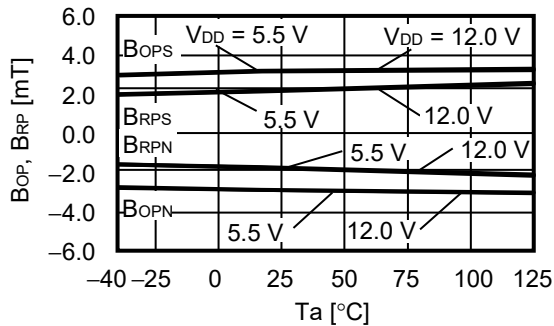 6.0
BOPS
VDD = 5.5 V
VDD = 12.0 V
4.0
2.0
BRPS
5.5 V
12.0 V
0.0
BRPN
5.5 V
12.0 V
−2.0
BOPN
−4.0
5.5 V
12.0 V
−6.0
BOP, BRP [mT]
−40 −25 0 25 50 75 100 125
Ta [°C]